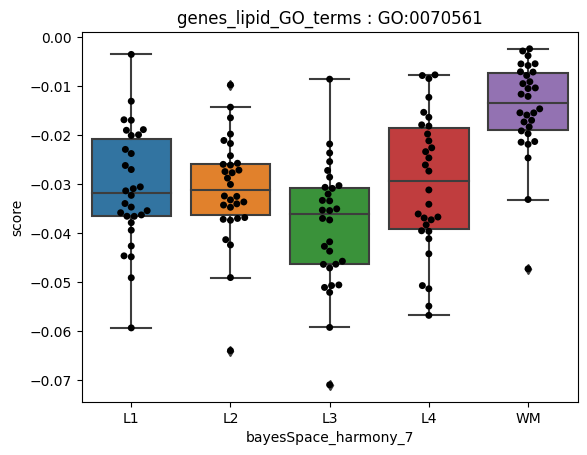 genes_lipid_GO_terms : GO:0070561
0.00
−0.01
−0.02
−0.03
−0.04
−0.05
−0.06
−0.07
score
L1 L2 L3 L4 WM
bayesSpace_harmony_7